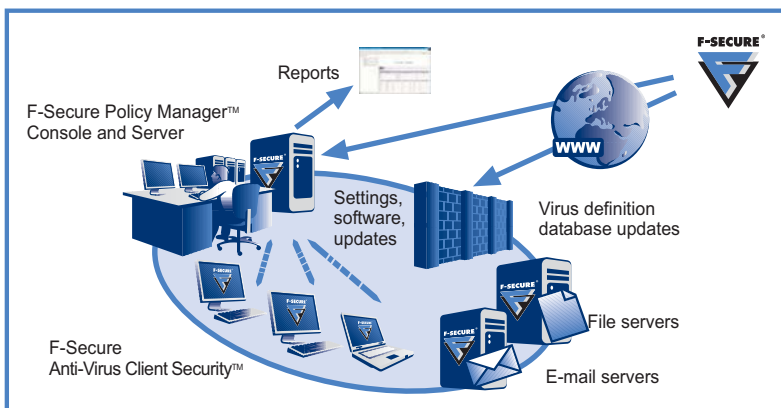 F-SECURE®
Reports
F-Secure Policy Manager™
Console and Server
F-SECURE
www
Settings,
software,
updates
Virus definition
database updates
F-SECURE
F-SECURE
File servers
F-Secure
Anti-Virus Client Security™
E-mail servers